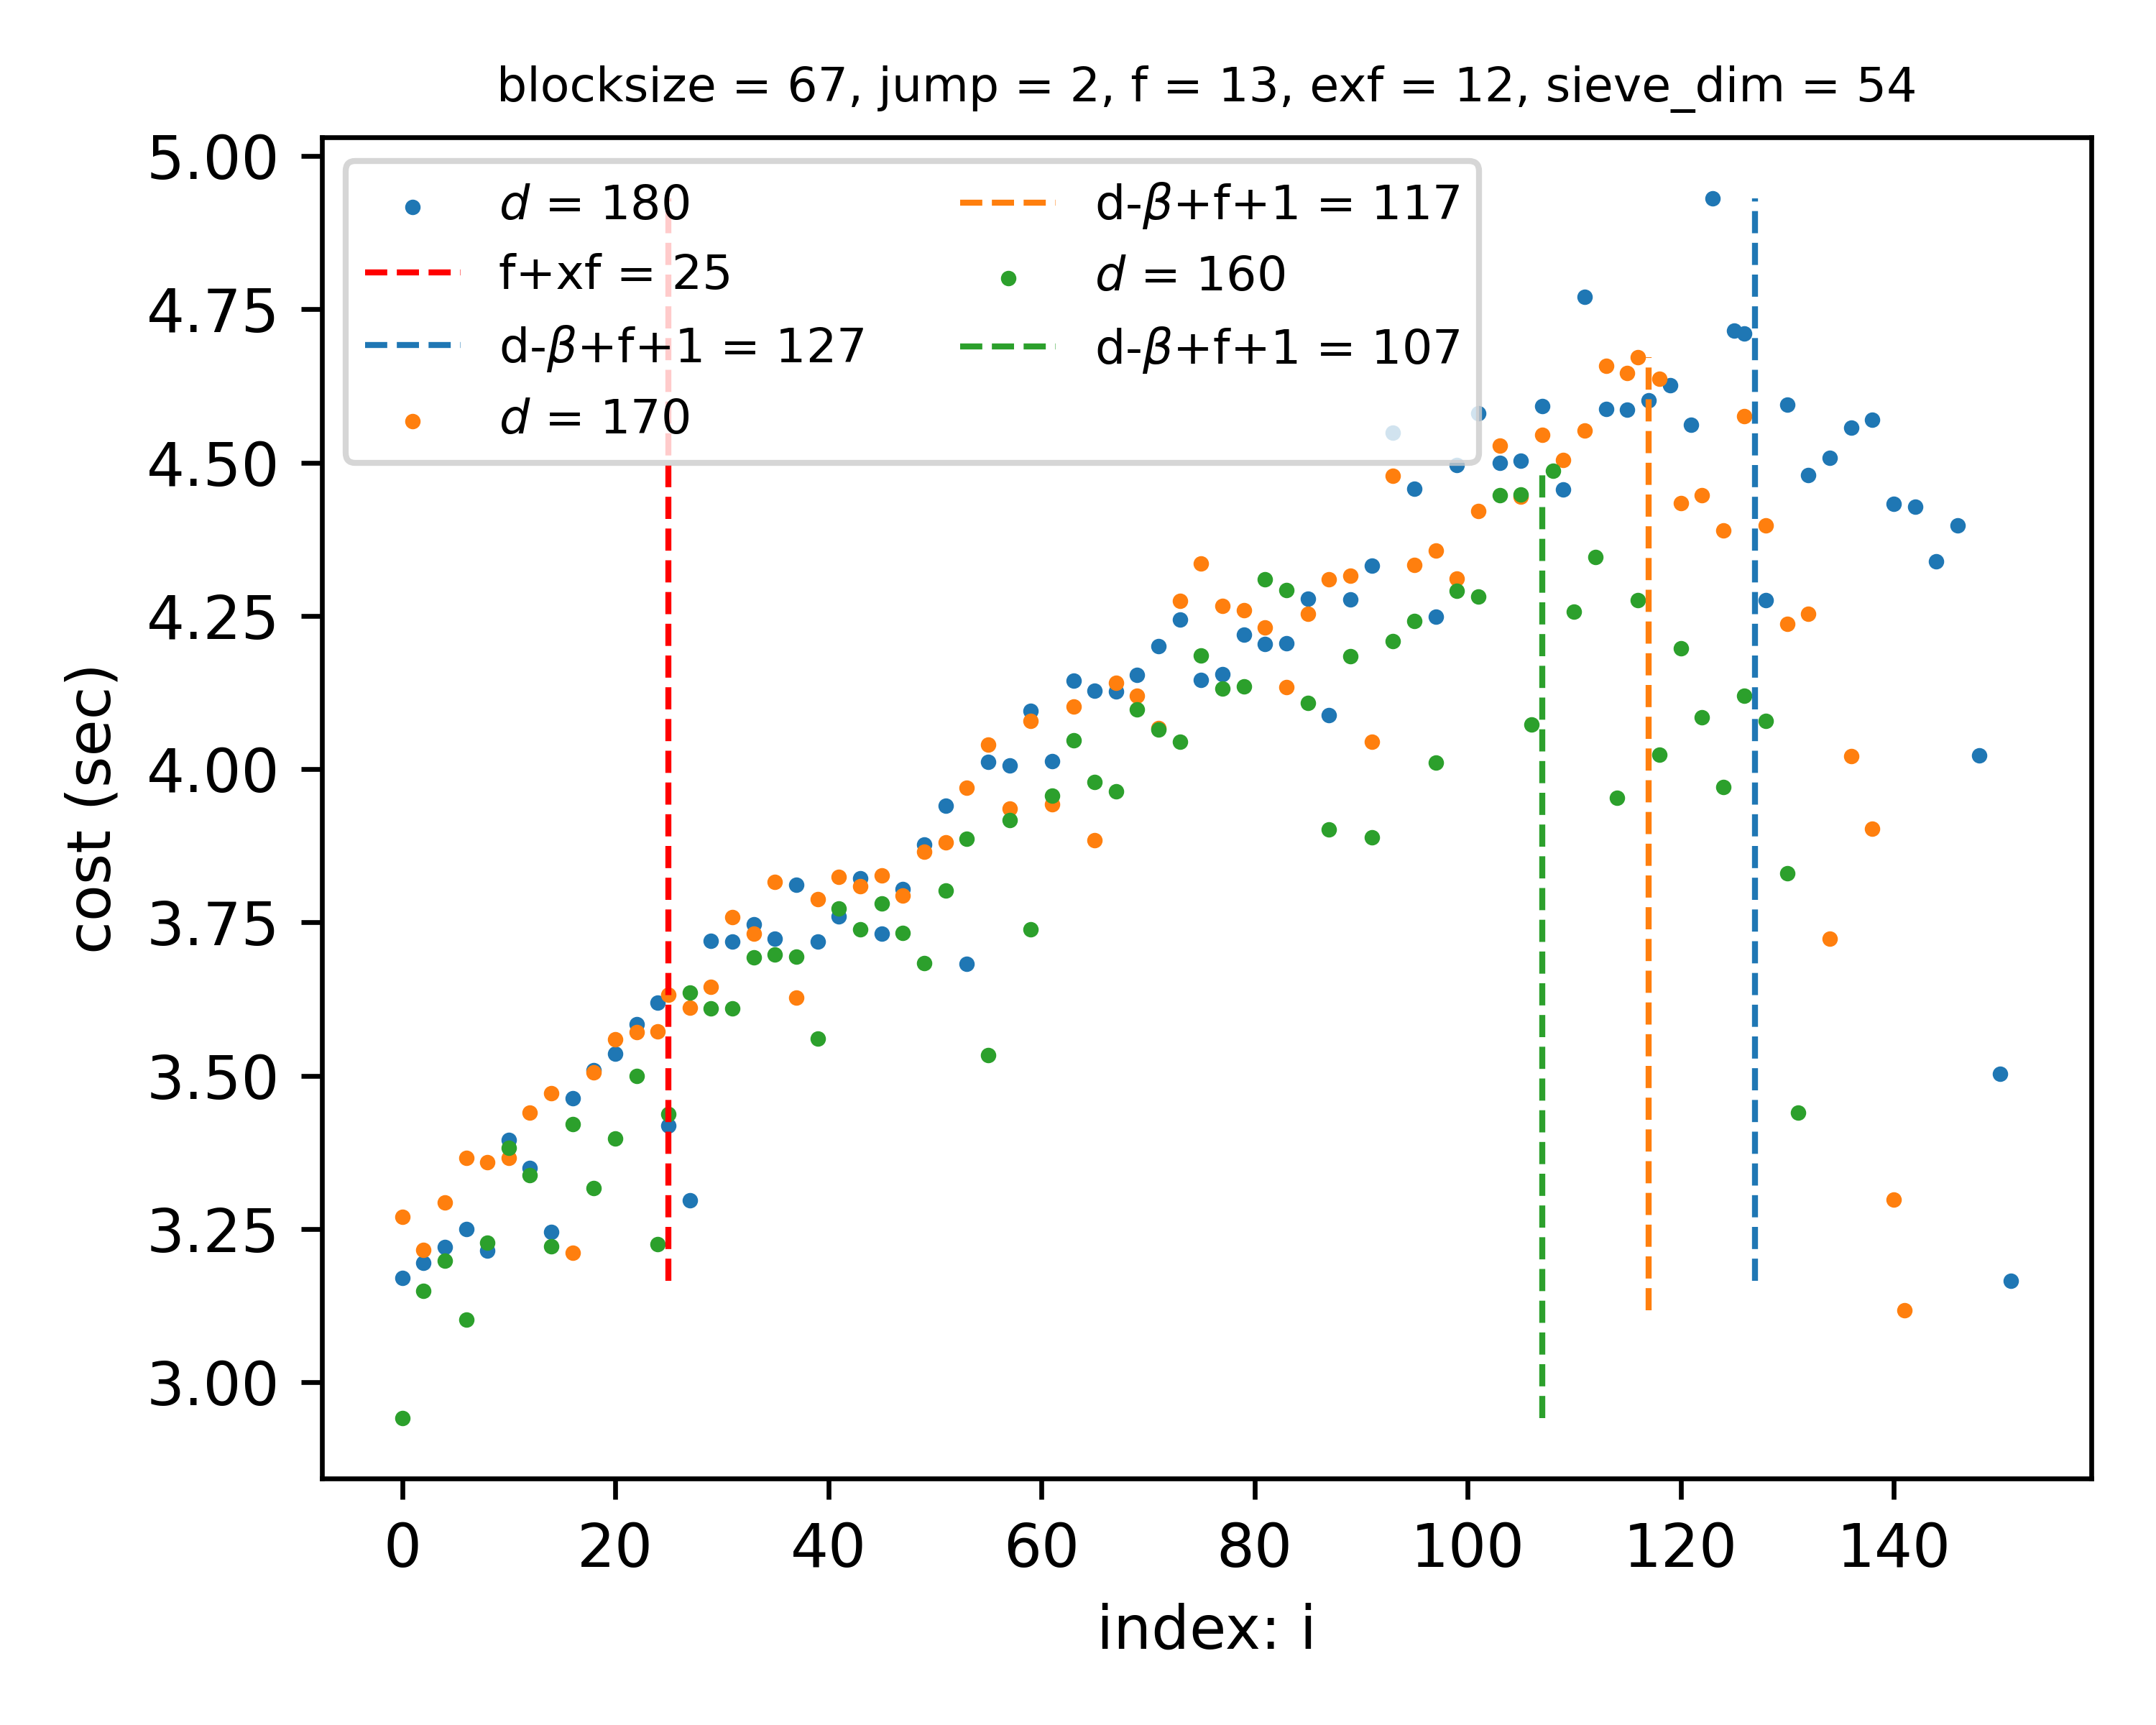 blocksize = 67, jump = 2, f = 13, exf = 12, sieve_dim = 54
cost (sec)
5.00
4.75
4.50
4.25
4.00
3.75
3.50
3.25
3.00
d = 180
f+xf = 25
d-β+f+1 = 127
d = 170
d-β+f+1 = 117
d = 160
d-β+f+1 = 107
0 20 40 60 80 100 120 140
index: i